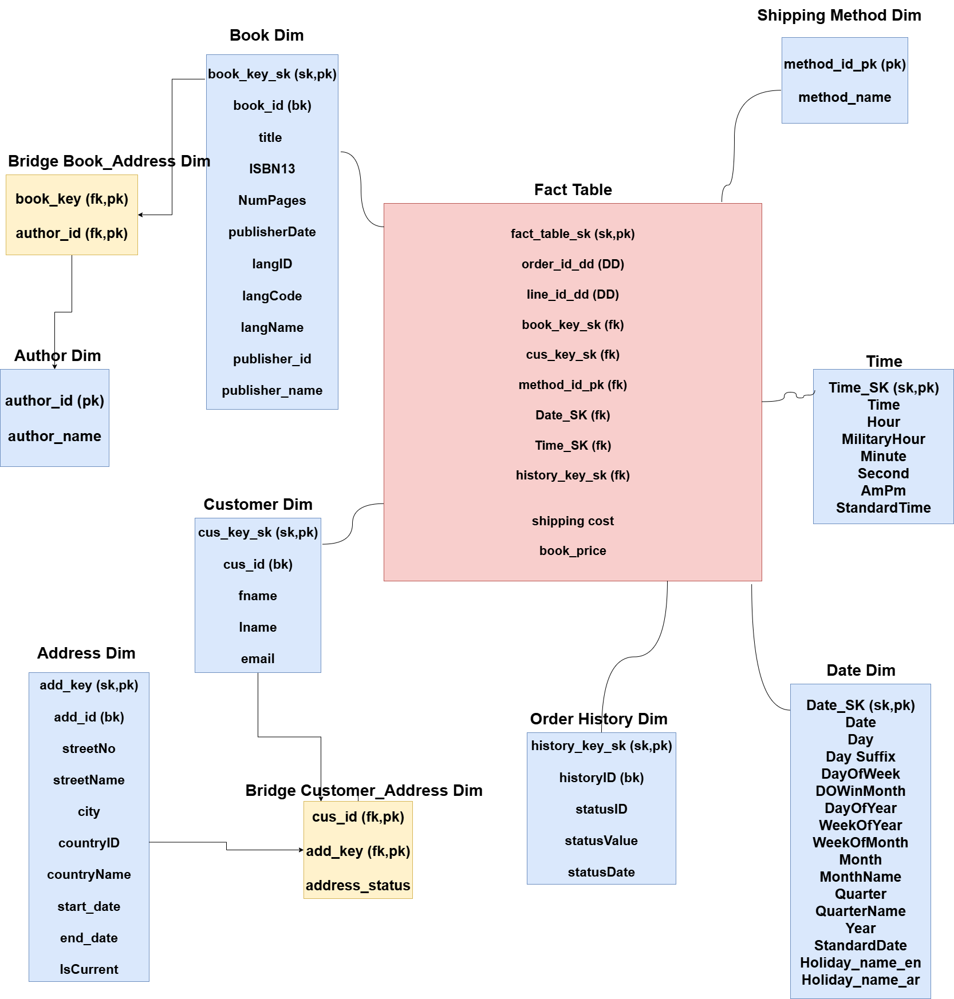 Shipping Method Dim
method_id_pk (pk)
method_name
Book Dim
book_key_sk (sk,pk)
book_id (bk)
title
ISBN13
NumPages
publisherDate
langID
langCode
langName
publisher_id
publisher_name
Bridge Book_Address Dim
book_key (fk,pk)
author_id (fk,pk)
Author Dim
author_id (pk)
author_name
Fact Table
fact_table_sk (sk,pk)
order_id_dd (DD)
line_id_dd (DD)
book_key_sk (fk)
cus_key_sk (fk)
method_id_pk (fk)
Date_SK (fk)
Time_SK (fk)
history_key_sk (fk)
shipping cost
book_price
Time
Time_SK (sk,pk)
Time
Hour
MilitaryHour
Minute
Second
AmPm
StandardTime
Customer Dim
cus_key_sk (sk,pk)
cus_id (bk)
fname
lname
email
Address Dim
add_key (sk,pk)
add_id (bk)
streetNo
streetName
city
countryID
countryName
start_date
end_date
IsCurrent
Bridge Customer_Address Dim
cus_id (fk,pk)
add_key (fk,pk)
address_status
Order History Dim
history_key_sk (sk,pk)
historyID (bk)
statusID
statusValue
statusDate
Date Dim
Date_SK (sk,pk)
Date
Day
Day Suffix
DayOfWeek
DOWinMonth
DayOfYear
WeekOfYear
WeekOfMonth
Month
MonthName
Quarter
QuarterName
Year
StandardDate
Holiday_name_en
Holiday_name_ar